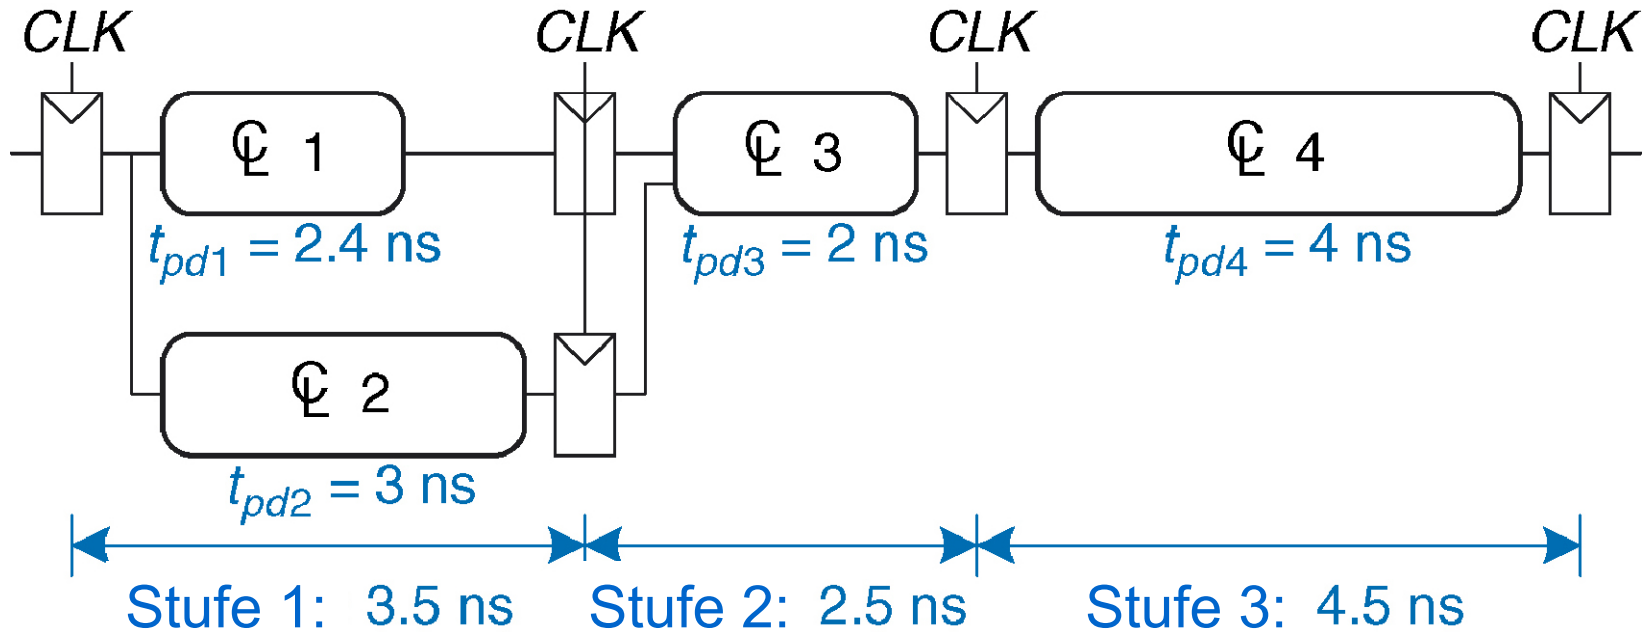 CLK CLK CLK CLK
CL 1 CL 3 CL 4
tpd1 = 2.4 ns tpd3 = 2 ns tpd4 = 4 ns
CL 2
tpd2 = 3 ns
Stufe 1: 3.5 ns Stufe 2: 2.5 ns Stufe 3: 4.5 ns